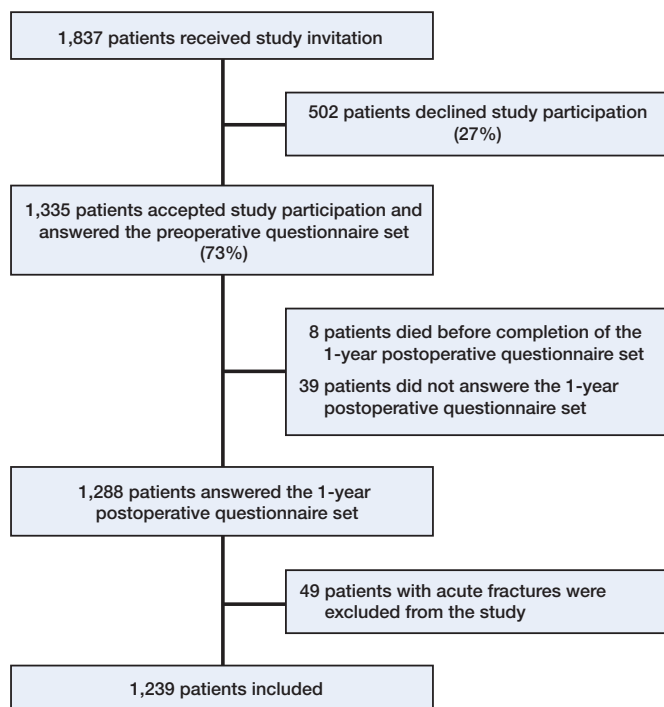 1,837 patients received study invitation
502 patients declined study participation
(27%)
1,335 patients accepted study participation and
answered the preoperative questionnaire set
(73%)
8 patients died before completion of the
1-year postoperative questionnaire set
39 patients did not answere the 1-year
postoperative questionnaire set
1,288 patients answered the 1-year
postoperative questionnaire set
49 patients with acute fractures were
excluded from the study
1,239 patients included